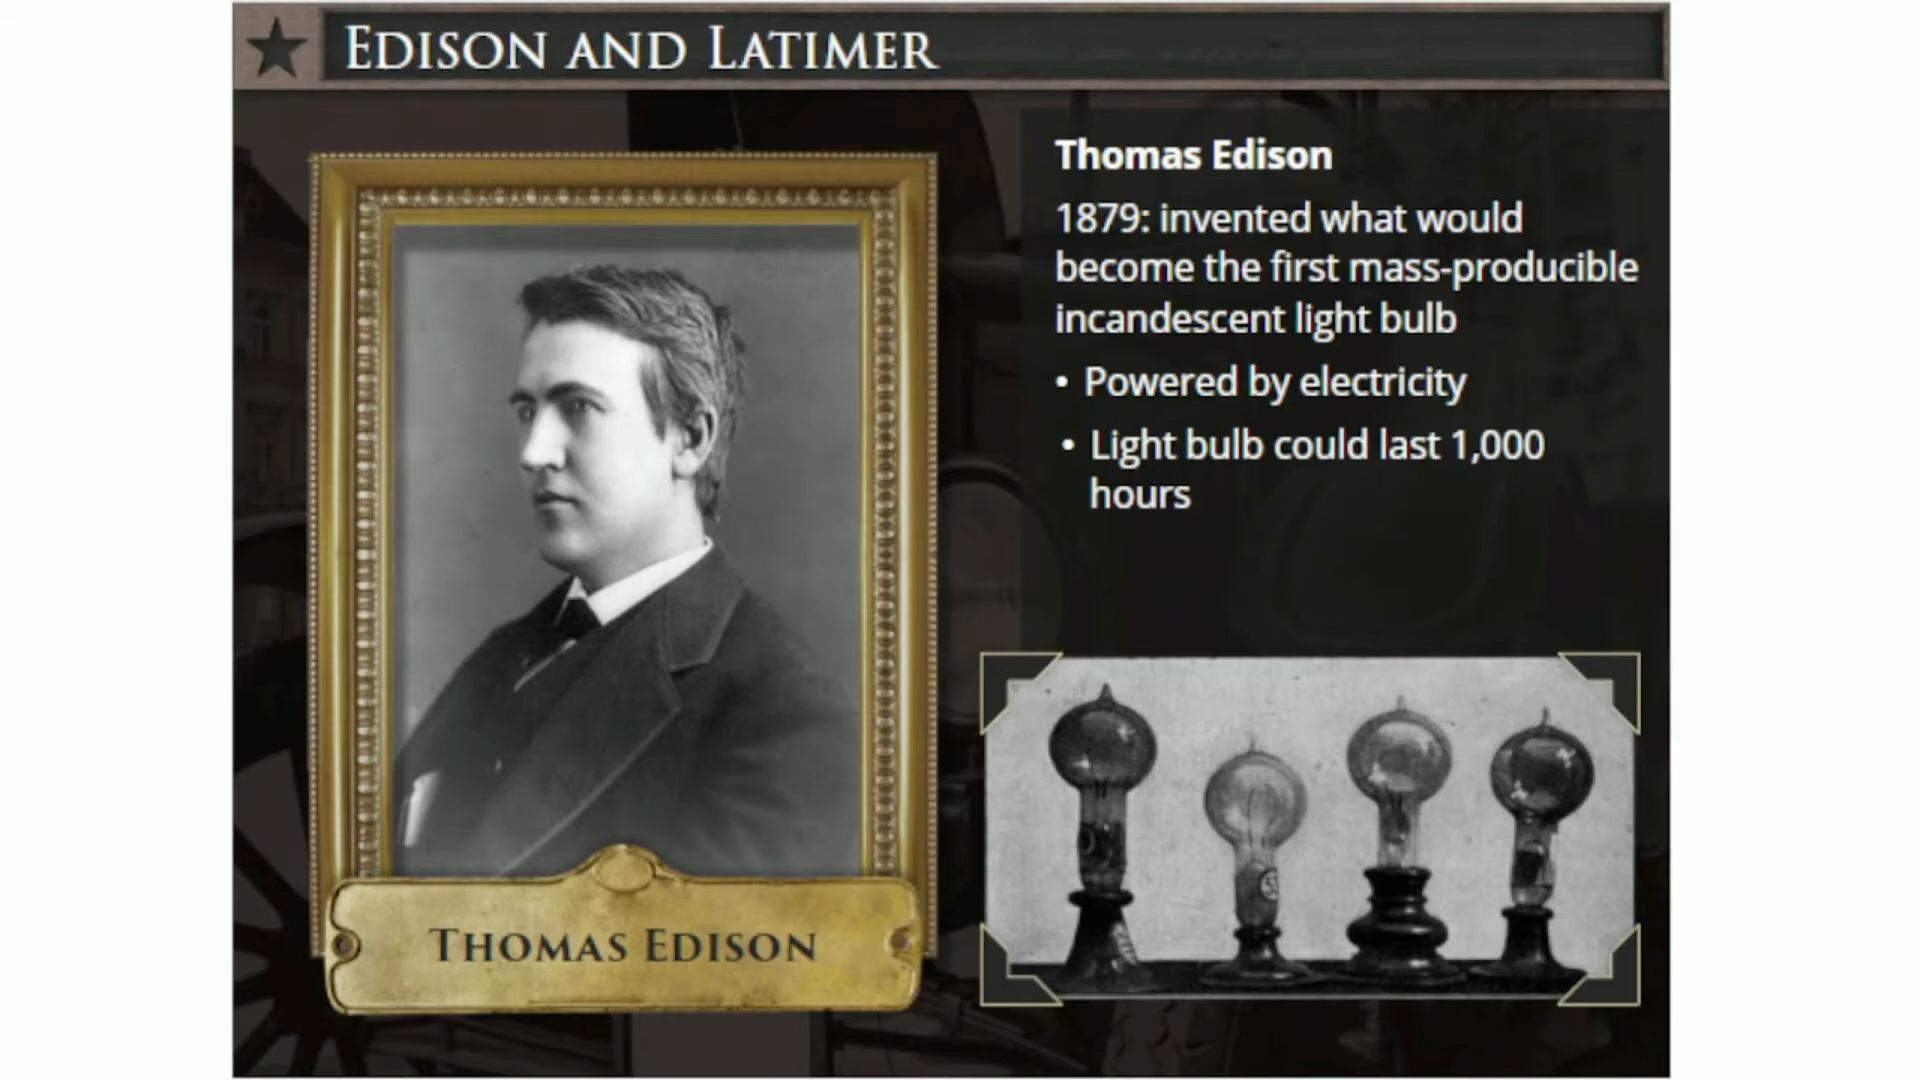 EDISON AND LATIMER
Thomas Edison
1879: invented what would
become the first mass-producible
incandescent light bulb
• Powered by electricity
• Light bulb could last 1,000
hours
THOMAS EDISON